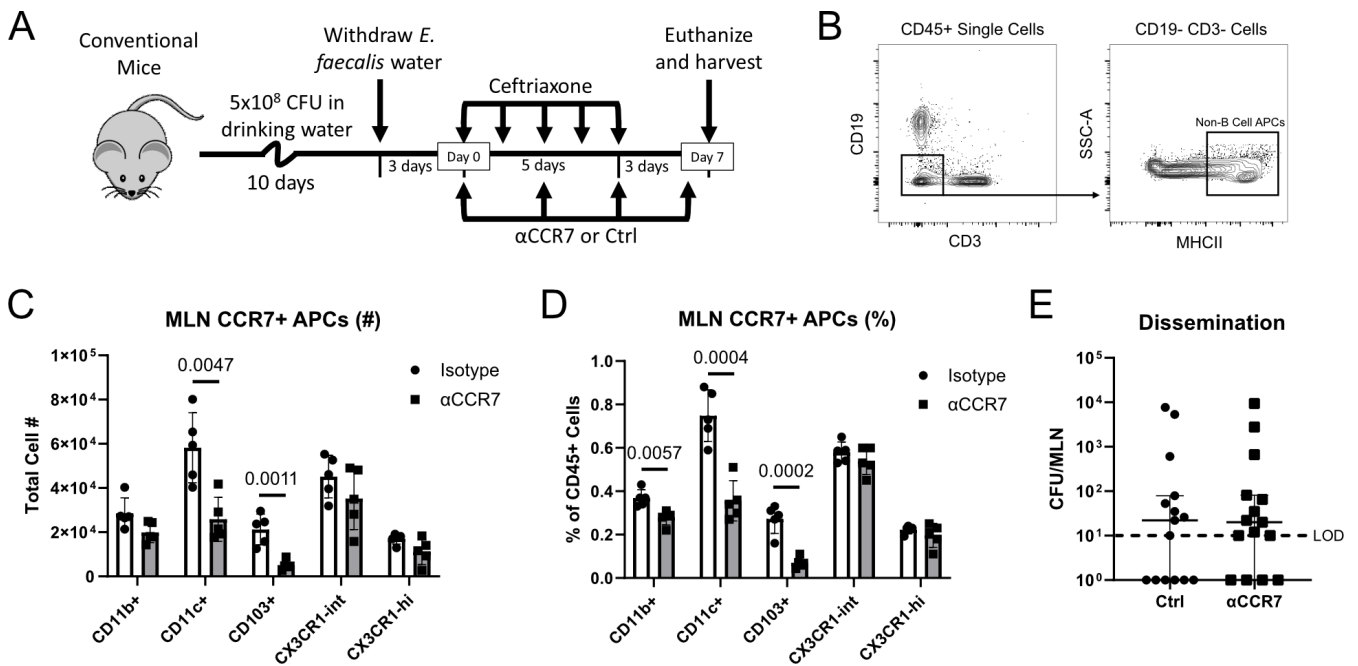 A
Conventional
Mice
5x10⁸ CFU in
drinking water
10 days
Withdraw E.
faecalis water
3 days
Day 0
Ceftriaxone
5 days
3 days
Euthanize
and harvest
Day 7
αCCR7 or Ctrl
B
CD45+ Single Cells
CD19
CD3
CD19- CD3- Cells
Non-B Cell APCs
SSC-A
MHCII
C
MLN CCR7+ APCs (#)
Total Cell #
1×10⁵
8×10⁴
6×10⁴
4×10⁴
2×10⁴
0
0.0047
0.0011
Isotype
αCCR7
CD11b+
CD11c+
CD103+
CX3CR1-int
CX3CR1-hi
D
MLN CCR7+ APCs (%)
% of CD45+ Cells
1.0
0.8
0.6
0.4
0.2
0.0
0.0057
0.0004
0.0002
Isotype
αCCR7
CD11b+
CD11c+
CD103+
CX3CR1-int
CX3CR1-hi
E
Dissemination
CFU/MLN
10⁵
10⁴
10³
10²
10¹
10⁰
LOD
Ctrl
αCCR7